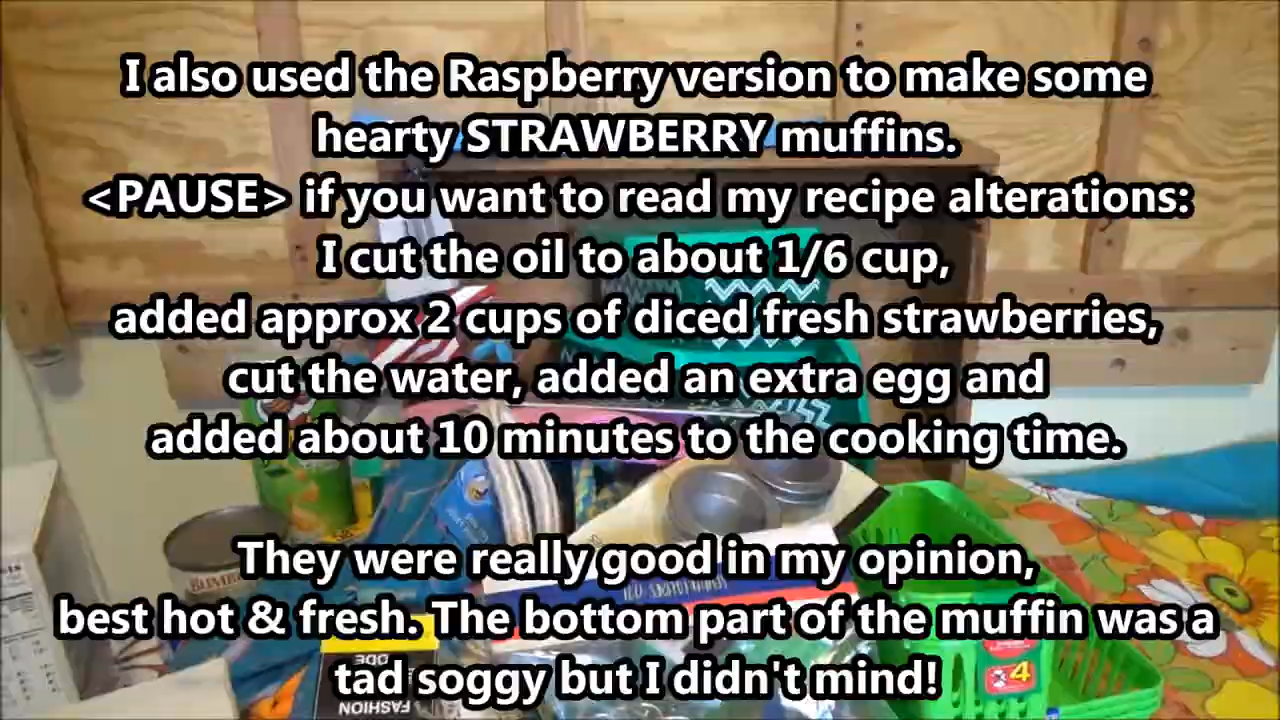 I also used the Raspberry version to make some
hearty STRAWBERRY muffins.
<PAUSE> if you want to read my recipe alterations:
I cut the oil to about 1/6 cup,
added approx 2 cups of diced fresh strawberries,
cut the water, added an extra egg and
added about 10 minutes to the cooking time.
They were really good in my opinion,
best hot & fresh. The bottom part of the muffin was a
tad soggy but I didn't mind!
4
FASHION